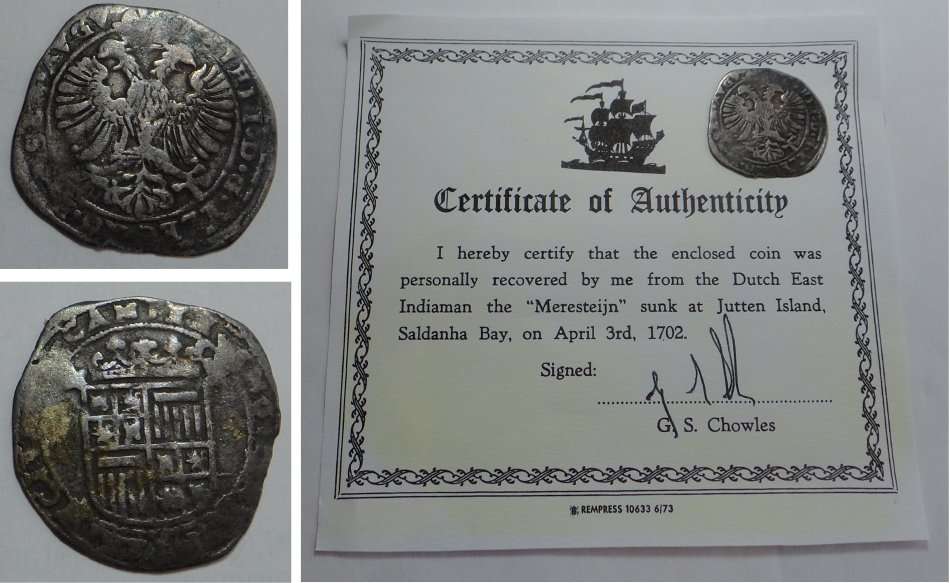 AVG
Certificate of Authenticity
I hereby certify that the enclosed coin was
personally recovered by me from the Dutch East
Indiaman the "Meresteijn" sunk at Jutten Island,
Saldanha Bay, on April 3rd, 1702.
Signed:
G. S. Chowles
REMPRESS 10633 6/73